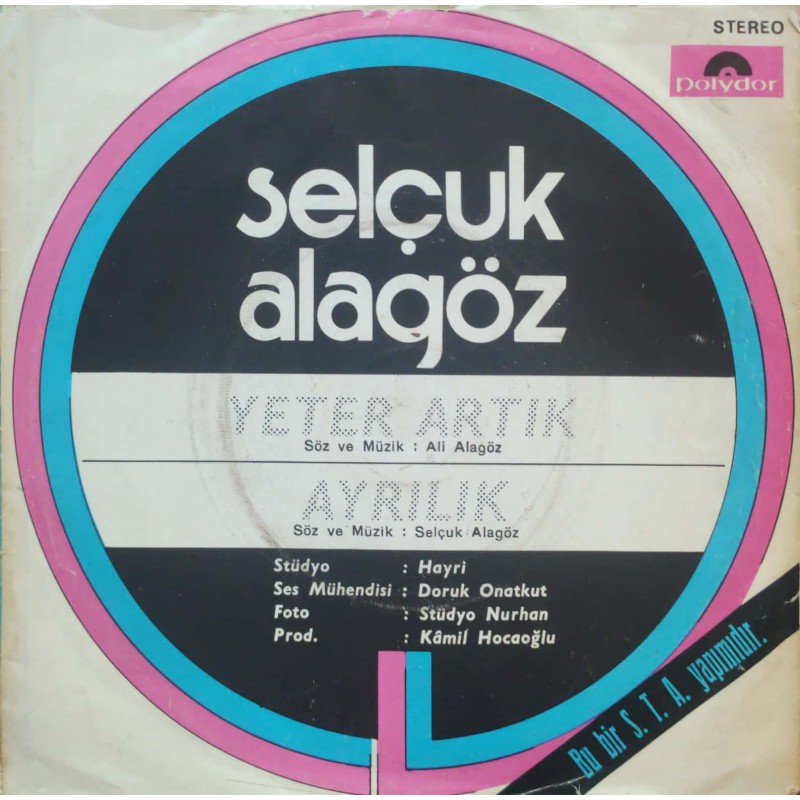 STEREO
polydor
selçuk
alagöz
YETER ARTIK
Söz ve Müzik : Ali Alagöz
AYRILIK
Söz ve Müzik : Selçuk Alagöz
Stüdyo : Hayri
Ses Mühendisi : Doruk Onatkut
Foto : Stüdyo Nurhan
Prod. : Kâmil Hocaoğlu
Bu bir S. T. A. yapımıdır.